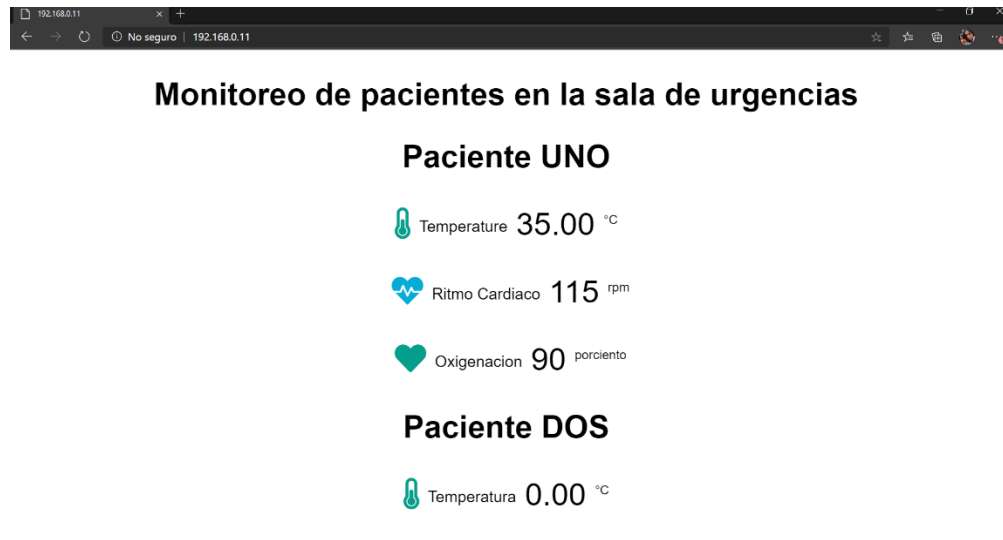 192.168.0.11
No seguro | 192.168.0.11
Monitoreo de pacientes en la sala de urgencias
Paciente UNO
Temperature 35.00 °C
Ritmo Cardiaco 115 rpm
Oxigenacion 90 porciento
Paciente DOS
Temperatura 0.00 °C